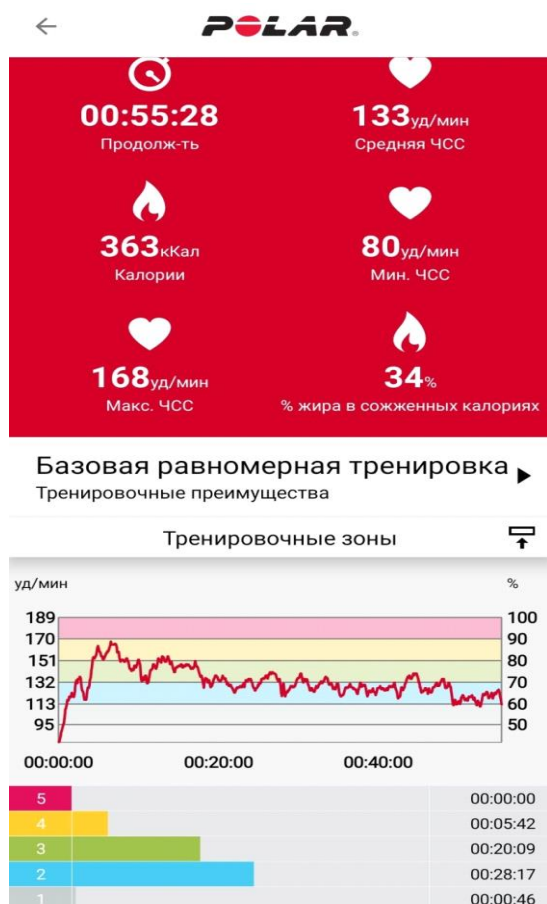 POLAR
00:55:28 133уд/мин
Продолж-ть Средняя ЧСС
363кКал 80уд/мин
Калории Мин. ЧСС
168уд/мин 34%
Макс. ЧСС % жира в сожженных калориях
Базовая равномерная тренировка
Тренировочные преимущества
Тренировочные зоны
уд/мин %
189 100
170 90
151 80
132 70
113 60
95 50
00:00:00 00:20:00 00:40:00
5 00:00:00
4 00:05:42
3 00:20:09
2 00:28:17
1 00:00:46